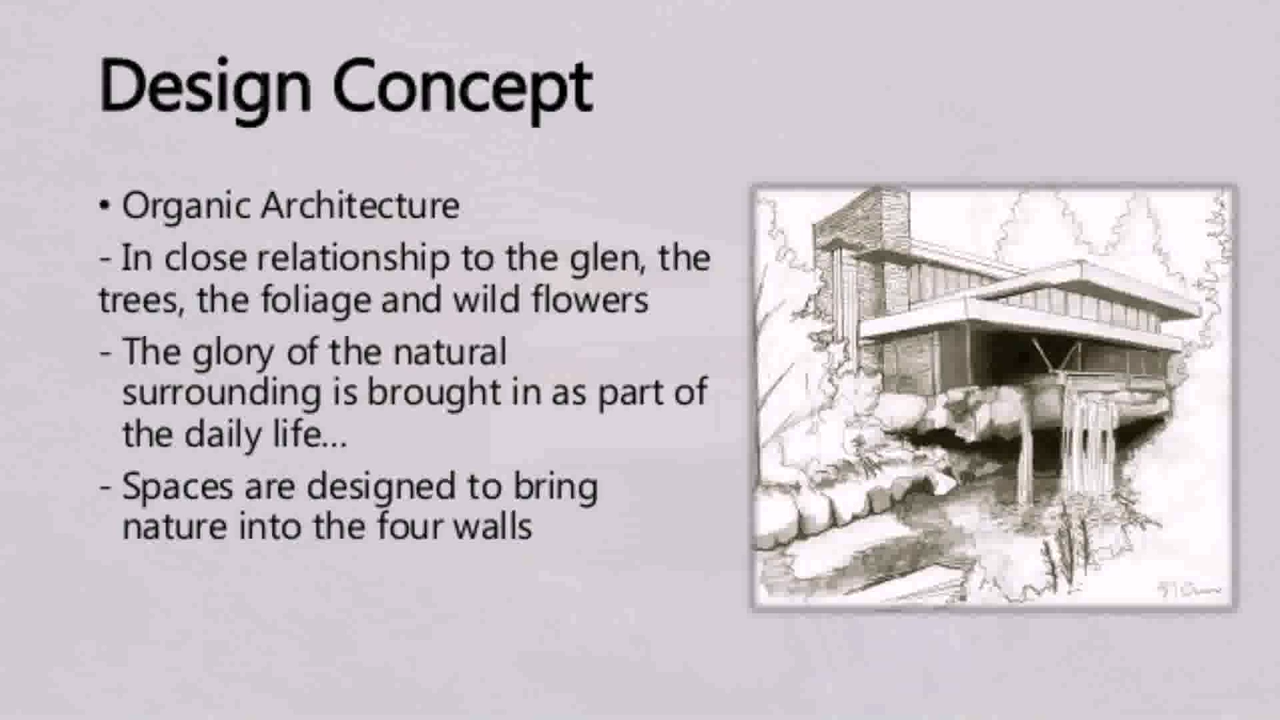 Design Concept
• Organic Architecture
- In close relationship to the glen, the
trees, the foliage and wild flowers
- The glory of the natural
surrounding is brought in as part of
the daily life...
- Spaces are designed to bring
nature into the four walls